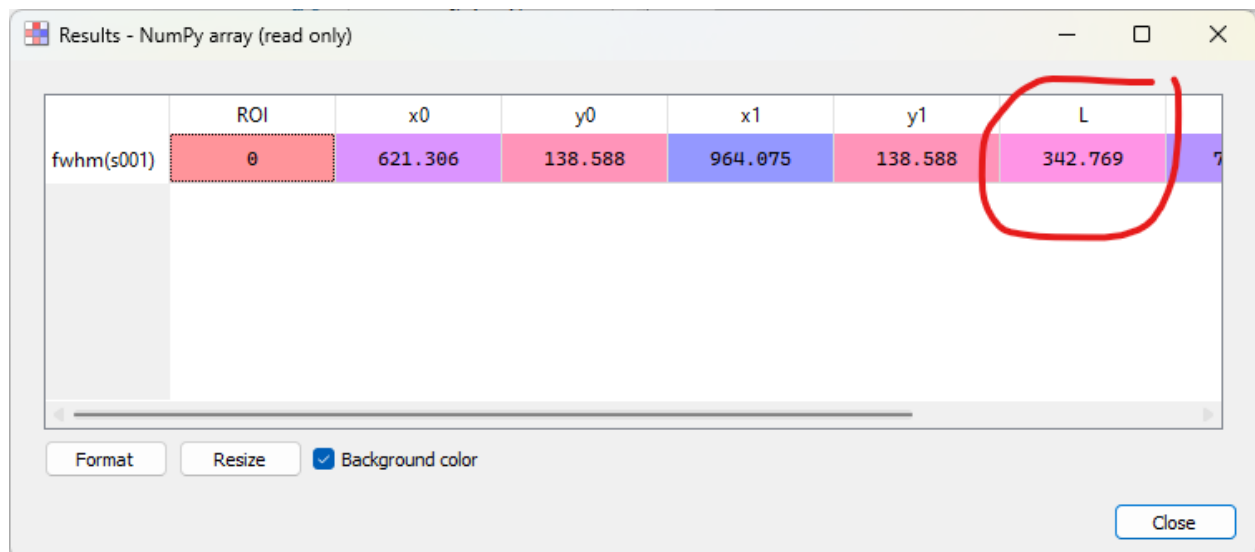 Results - NumPy array (read only)
ROI x0 y0 x1 y1 L
fwhm(s001) 0 621.306 138.588 964.075 138.588 342.769 7
Format Resize Background color
Close